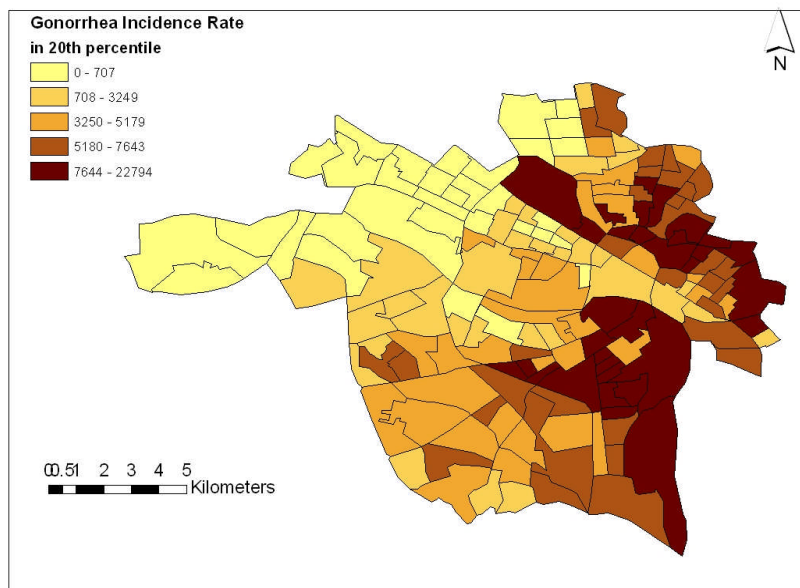 Gonorrhea Incidence Rate
in 20th percentile
0 - 707
708 - 3249
3250 - 5179
5180 - 7643
7644 - 22794
N
00.51 2 3 4 5
Kilometers